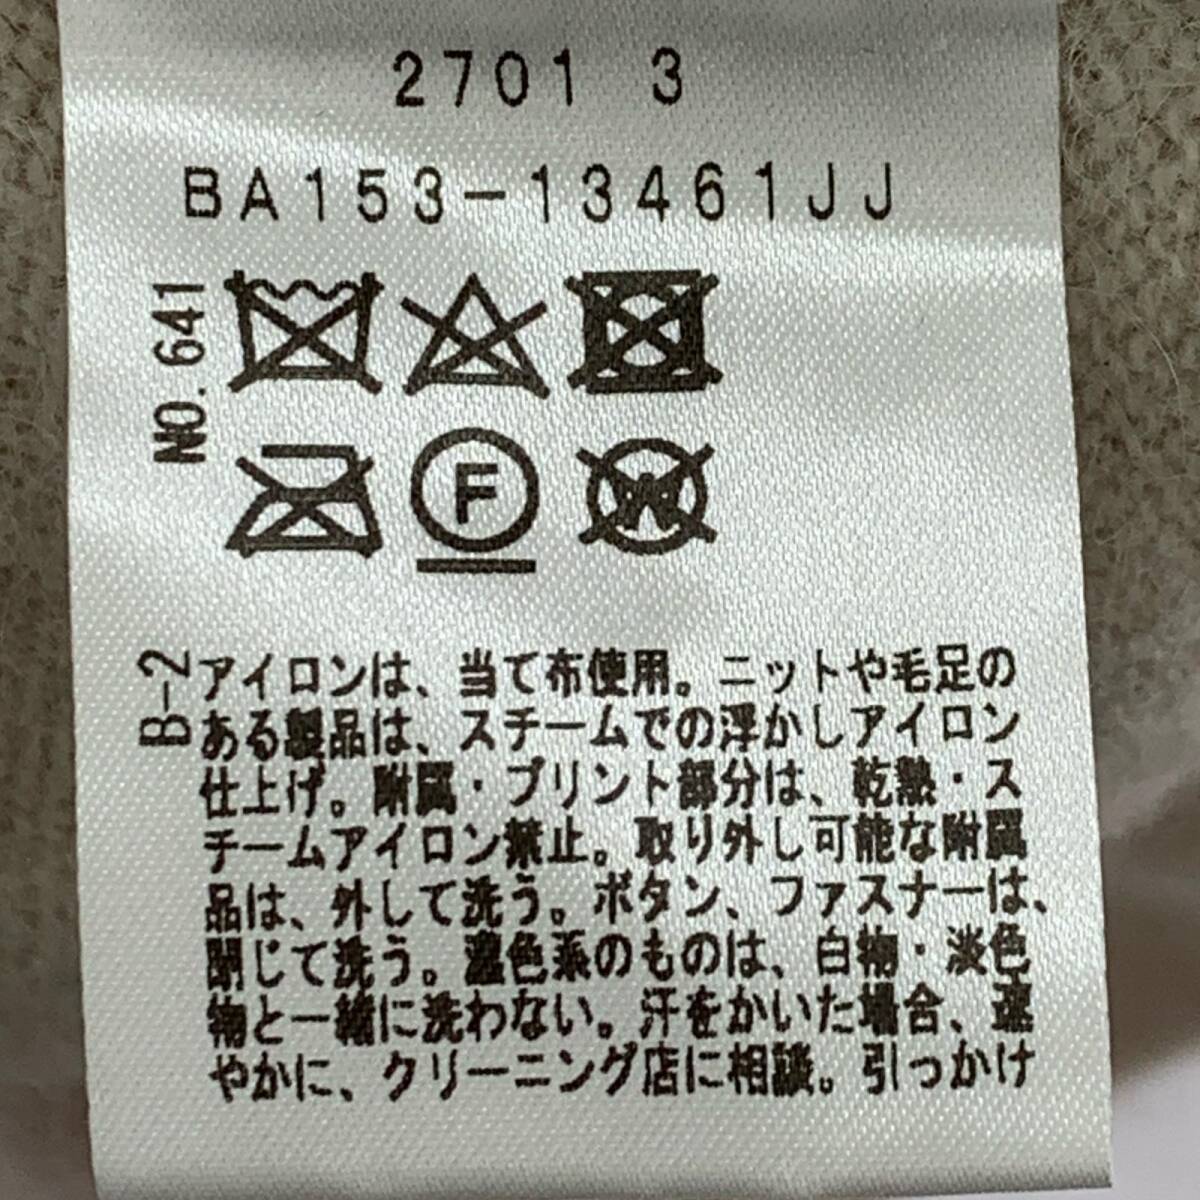 2701 3
BA153-13461JJ
NO.641
F
W
B-2
アイロンは、当て布使用。ニットや毛足の
ある製品は、スチームでの浮かしアイロン
仕上げ。附属・プリント部分は、乾熱・ス
チームアイロン禁止。取り外し可能な附属
品は、外して洗う。ボタン、ファスナーは、
閉じて洗う。濃色系のものは、白物・淡色
物と一緒に洗わない。汗をかいた場合、速
やかに、クリーニング店に相談。引っかけ